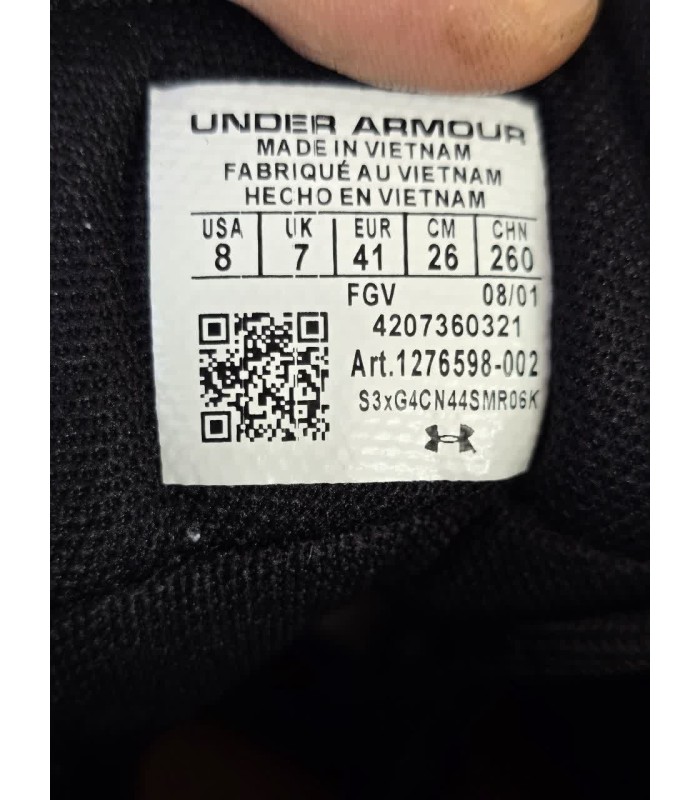 UNDER ARMOUR
MADE IN VIETNAM
FABRIQUÉ AU VIETNAM
HECHO EN VIETNAM
USA UK EUR CM CHN
8 7 41 26 260
FGV 08/01
4207360321
Art.1276598-002
S3xG4CN44SMR06K